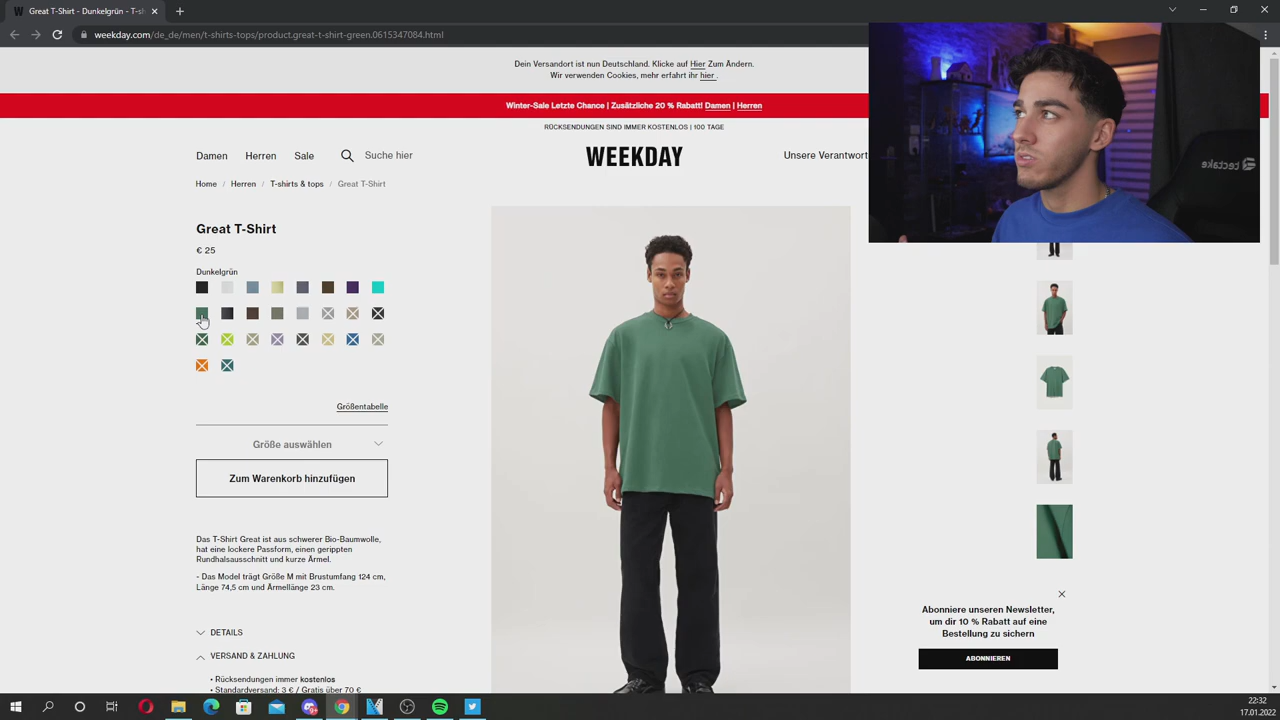 Weekday - Great T-Shirt - Dunkelg
weekday.com/de_de/men/t-shirts-tops/product.great-t-shirt-green.0615347084.html
Dein Versandort ist nun Deutschland. Klicke auf Hier Zum Ändern.
Wir verwenden Cookies, mehr erfahrt ihr hier .
Winter-Sale Letzte Chance | Zusätzliche 20 % Rabatt! Damen | Herren
RÜCKSENDUNGEN SIND IMMER KOSTENLOS | 100 TAGE
Damen Herren Sale Suche hier WEEKDAY Unsere Verantwort
Home / Herren / T-shirts & tops / Great T-Shirt
tectake
Great T-Shirt
€ 25
Dunkelgrün
Größentabelle
Größe auswählen
Zum Warenkorb hinzufügen
Das T-Shirt Great ist aus schwerer Bio-Baumwolle,
hat eine lockere Passform, einen gerippten
Rundhalsausschnitt und kurze Ärmel.
- Das Model trägt Größe M mit Brustumfang 124 cm,
Länge 74,5 cm und Ärmellänge 23 cm.
DETAILS
VERSAND & ZAHLUNG
• Rücksendungen immer kostenlos
• Standardversand: 3 € / Gratis über 70 €
Abonniere unseren Newsletter,
um dir 10 % Rabatt auf eine
Bestellung zu sichern
ABONNIEREN
22:32
17.01.2022